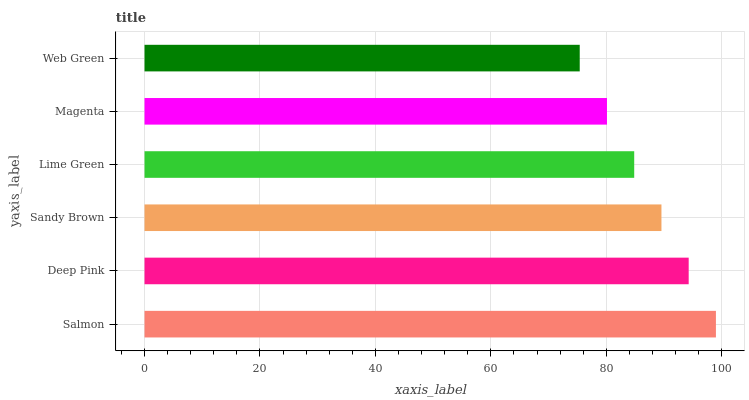 title
yaxis_label
Web Green
Magenta
Lime Green
Sandy Brown
Deep Pink
Salmon
0 20 40 60 80 100
xaxis_label